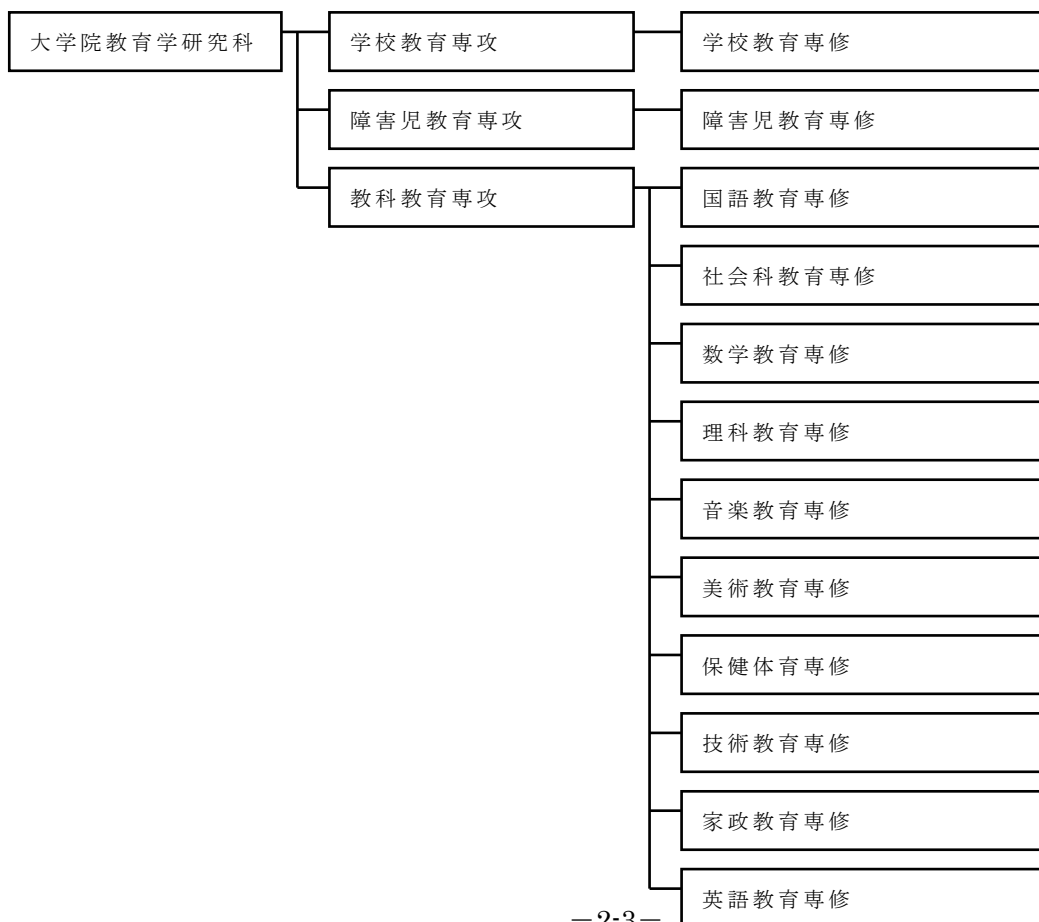 大学院教育学研究科
学校教育専攻
学校教育専修
障害児教育専攻
障害児教育専修
教科教育専攻
国語教育専修
社会科教育専修
数学教育専修
理科教育専修
音楽教育専修
美術教育専修
保健体育専修
技術教育専修
家政教育専修
英語教育専修
－2-3－